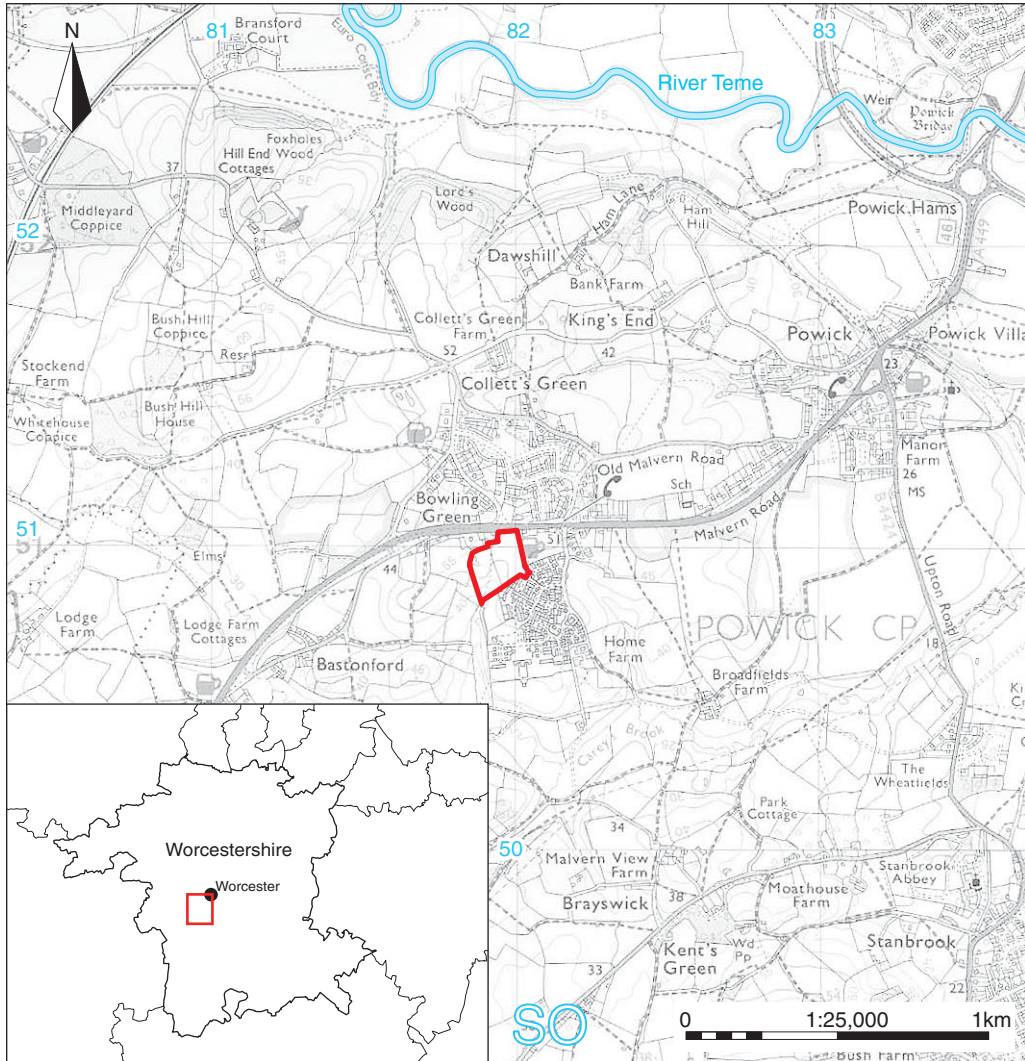 81
82
83
N
Bransford
Court
Euro Const Bdy
River Teme
Weir
Powick
Bridge
Foxholes
Hill End Wood
Cottages
37
Middleyard
Coppice
Lord's
Wood
Ham Lane
Ham
Hill
Powick Hams
A 449
52
Dawshill
Bank Farm
Bush Hill
Coppice
Collett's Green
Farm
King's End
Powick
Powick Villa
Resr
52
42
23
Stockend
Farm
Collett's Green
Whitehouse
Coppice
Bush Hill
House
Manor
Farm
26
MS
Old Malvern Road
Sch
Bowling
Green
Malvern Road
B 4424
51
51
Elms
44
Upton Road
Lodge
Farm
Lodge Farm
Cottages
POWICK CP
18
Bastonford
Home
Farm
Broadfields
Farm
Carey Brook
The
Wheatfields
Park
Cottage
50
34
Malvern View
Farm
Stanbrook
Abbey
Worcestershire
Worcester
38
Moathouse
Farm
Brayswick
Stanbrook
Kent's
Green
Wd
Pp
33
22
SO
0
1:25,000
1km
Bush Farm